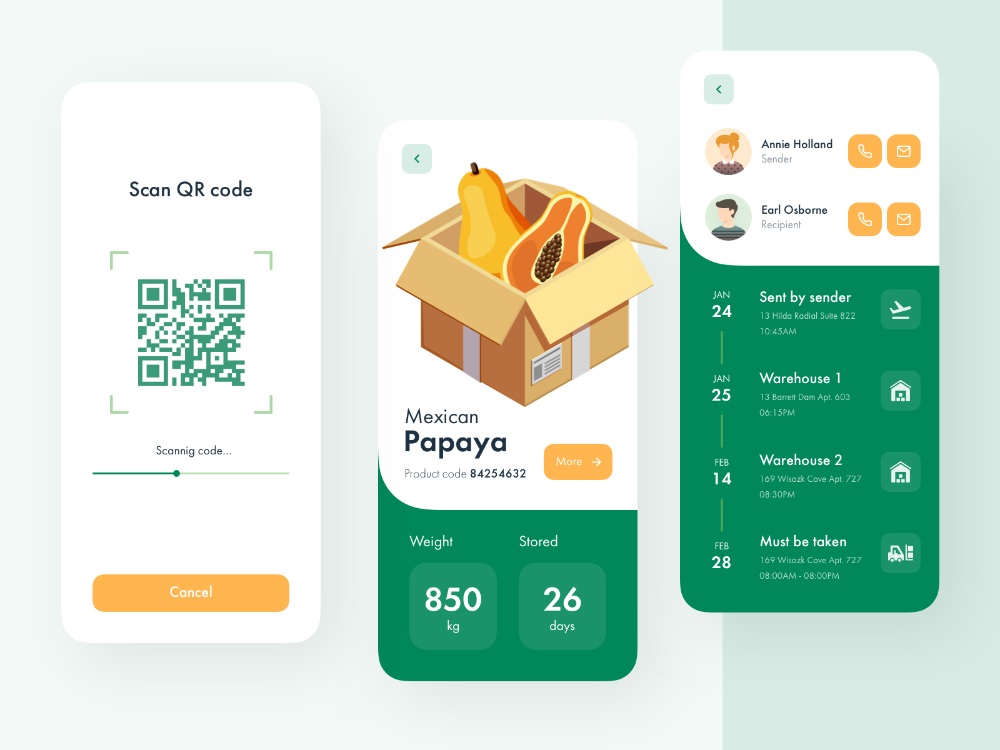 Scan QR code
Scannig code...
Cancel
Mexican
Papaya
Product code 84254632
More
Weight
Stored
850
kg
26
days
Annie Holland
Sender
Earl Osborne
Recipient
JAN
24
Sent by sender
13 Hilda Radial Suite 822
10:45AM
JAN
25
Warehouse 1
13 Barrett Dam Apt. 603
06:15PM
FEB
14
Warehouse 2
169 Wisozk Cove Apt. 727
08:30PM
FEB
28
Must be taken
169 Wisozk Cove Apt. 727
08:00AM - 08:00PM